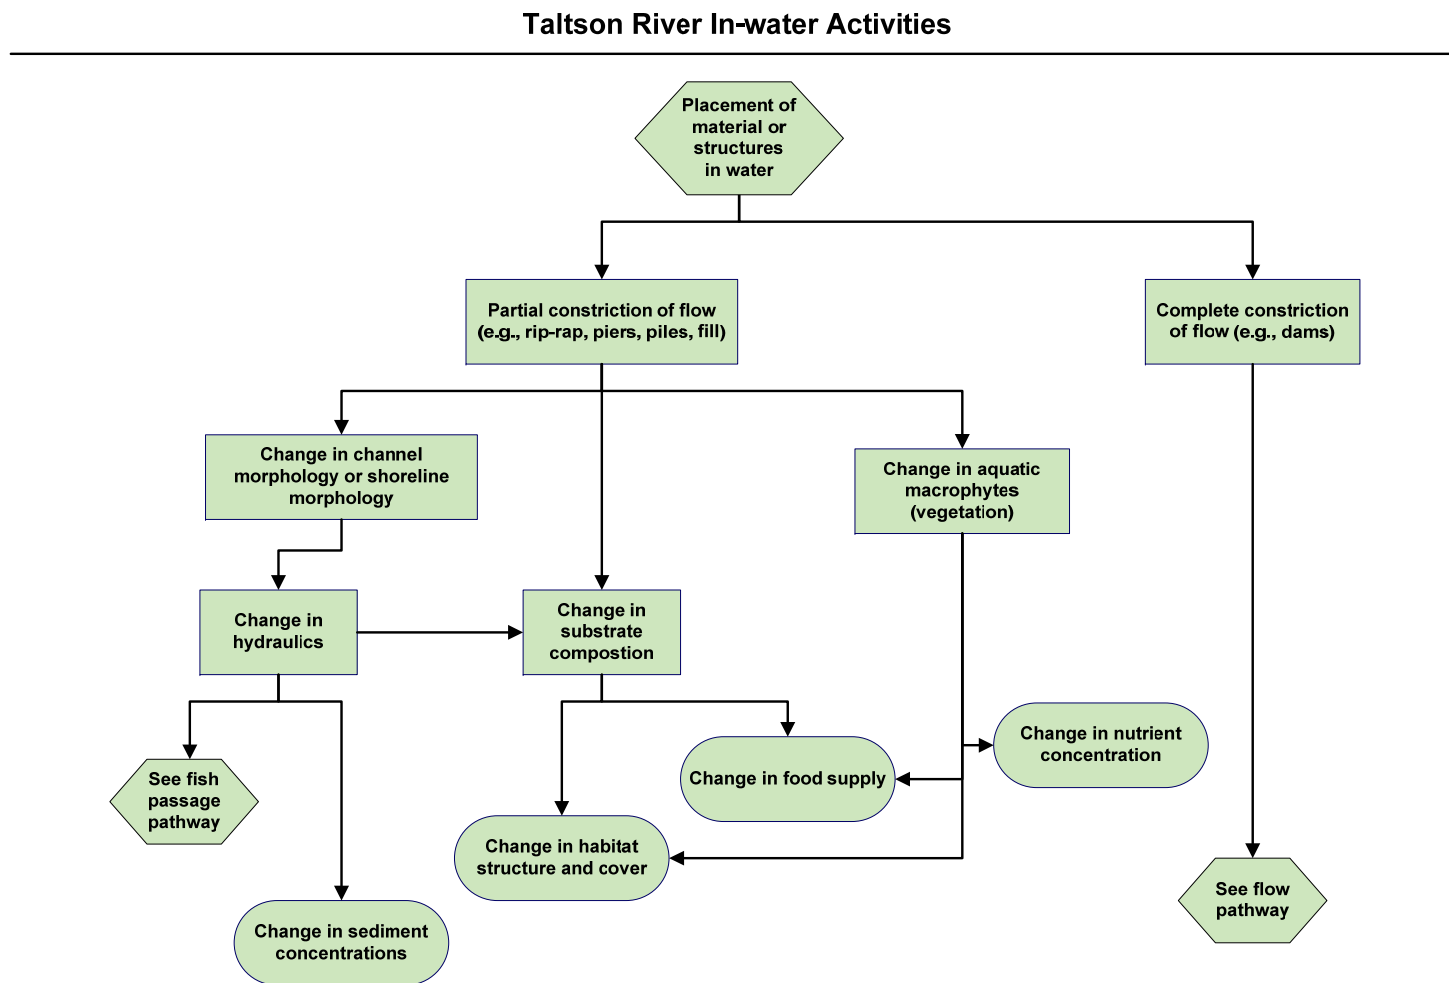 Taltson River In-water Activities
Placement of
material or
structures
in water
Partial constriction of flow
(e.g., rip-rap, piers, piles, fill)
Complete constriction
of flow (e.g., dams)
Change in channel
morphology or shoreline
morphology
Change in aquatic
macrophytes
(vegetation)
Change in
hydraulics
Change in
substrate
compostion
Change in nutrient
concentration
See fish
passage
pathway
Change in food supply
Change in habitat
structure and cover
See flow
pathway
Change in sediment
concentrations